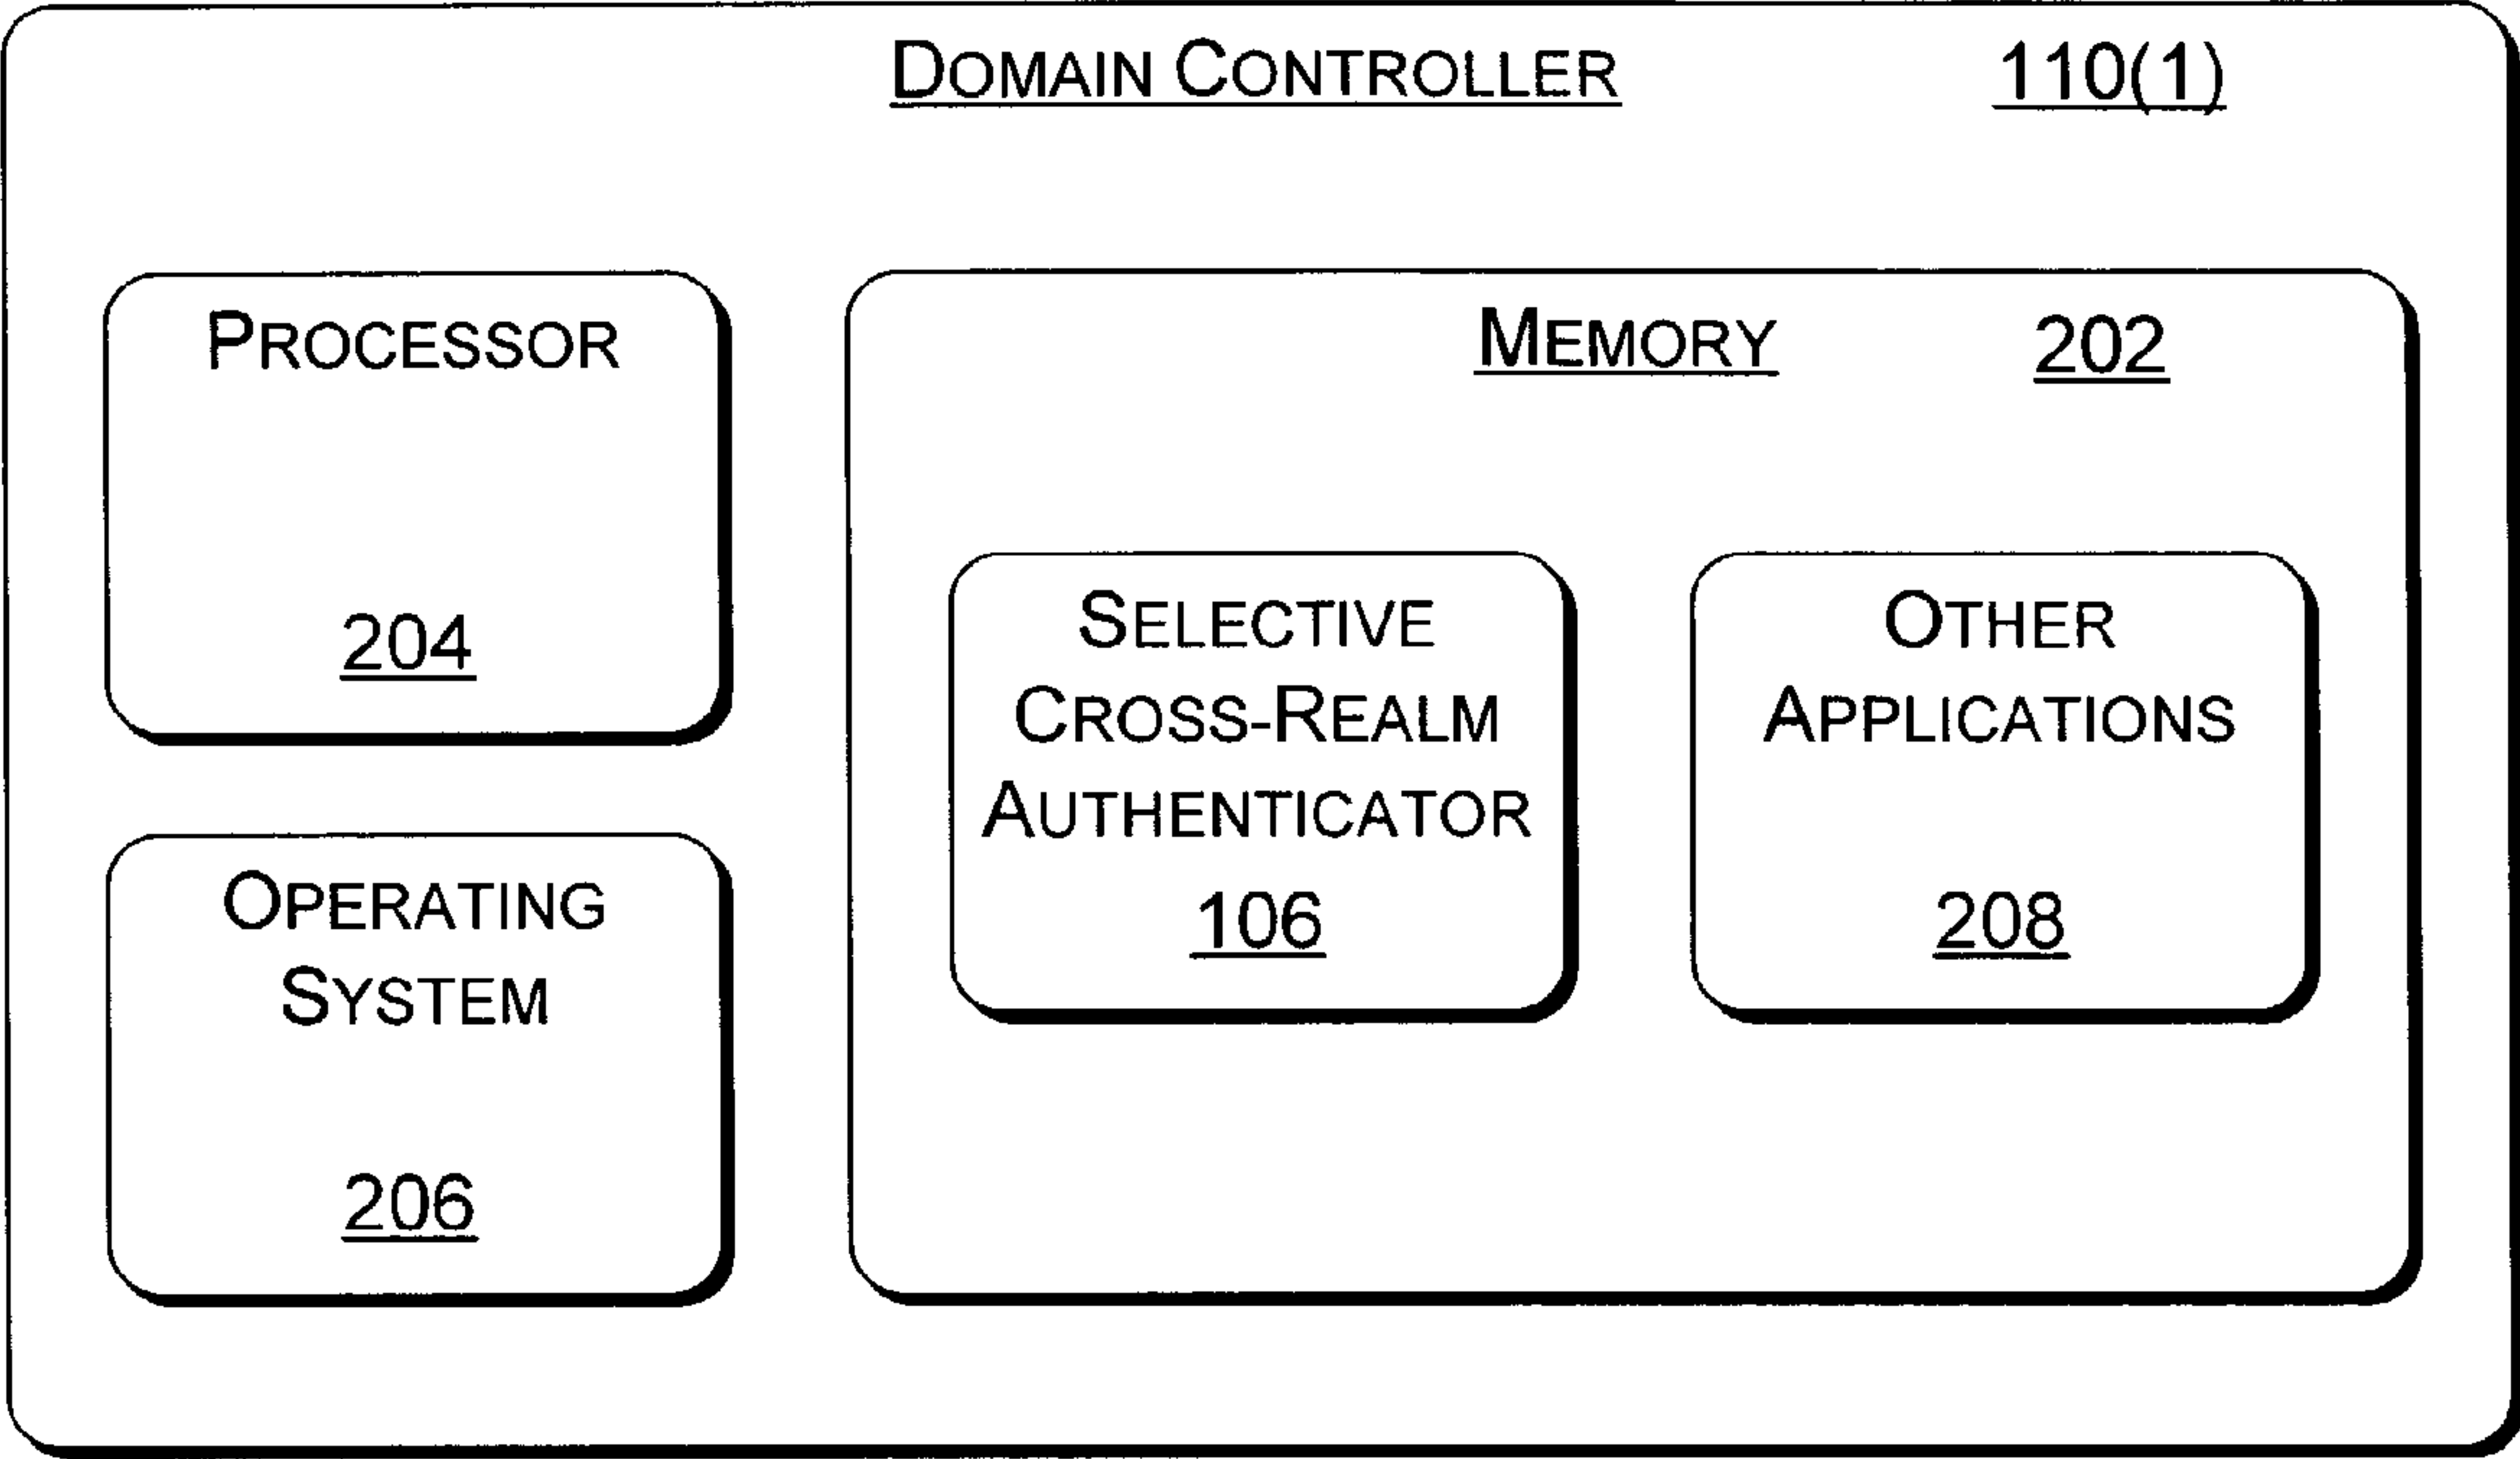 DOMAIN CONTROLLER 110(1)
PROCESSOR
204
OPERATING
SYSTEM
206
MEMORY 202
SELECTIVE
CROSS-REALM
AUTHENTICATOR
106
OTHER
APPLICATIONS
208